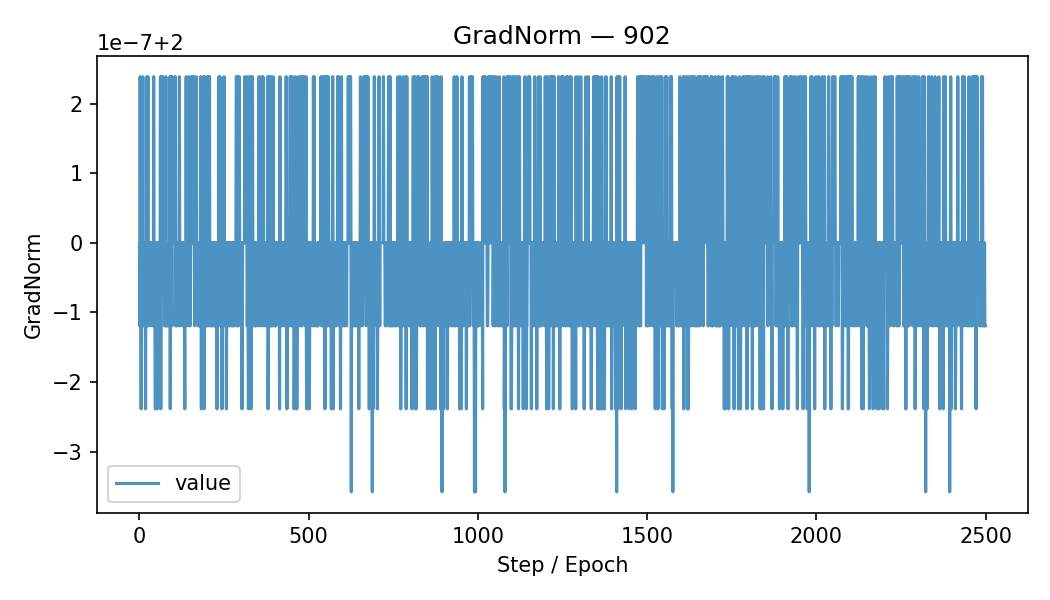 GradNorm — 902
1e−7+2
2
1
0
−1
−2
−3
GradNorm
value
0 500 1000 1500 2000 2500
Step / Epoch